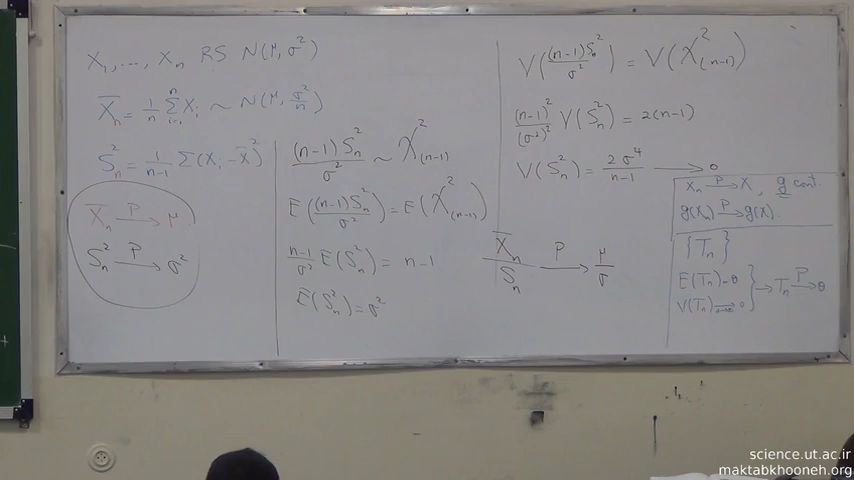 X₁, ..., Xₙ RS N(μ, σ²)
X̄ₙ = 1/n Σᵢ₌₁ⁿ Xᵢ ~ N(μ, σ²/n)
Sₙ² = 1/(n-1) Σ(Xᵢ - X̄)²
X̄ₙ →ᴾ μ
Sₙ² →ᴾ σ²
(n-1)Sₙ²/σ² ~ χ²(n-1)
E((n-1)Sₙ²/σ²) = E(χ²(n-1))
(n-1)/σ² E(Sₙ²) = n-1
E(Sₙ²) = σ²
V((n-1)Sₙ²/σ²) = V(χ²(n-1))
(n-1)²/(σ²)² V(Sₙ²) = 2(n-1)
V(Sₙ²) = 2σ⁴/(n-1) → 0
X̄ₙ/Sₙ →ᴾ μ/σ
Xₙ →ᴾ X, g cont.
g(Xₙ) →ᴾ g(X)
{Tₙ}
E(Tₙ) → θ
V(Tₙ) → 0 } → Tₙ →ᴾ θ
science.ut.ac.ir
maktabkhooneh.org